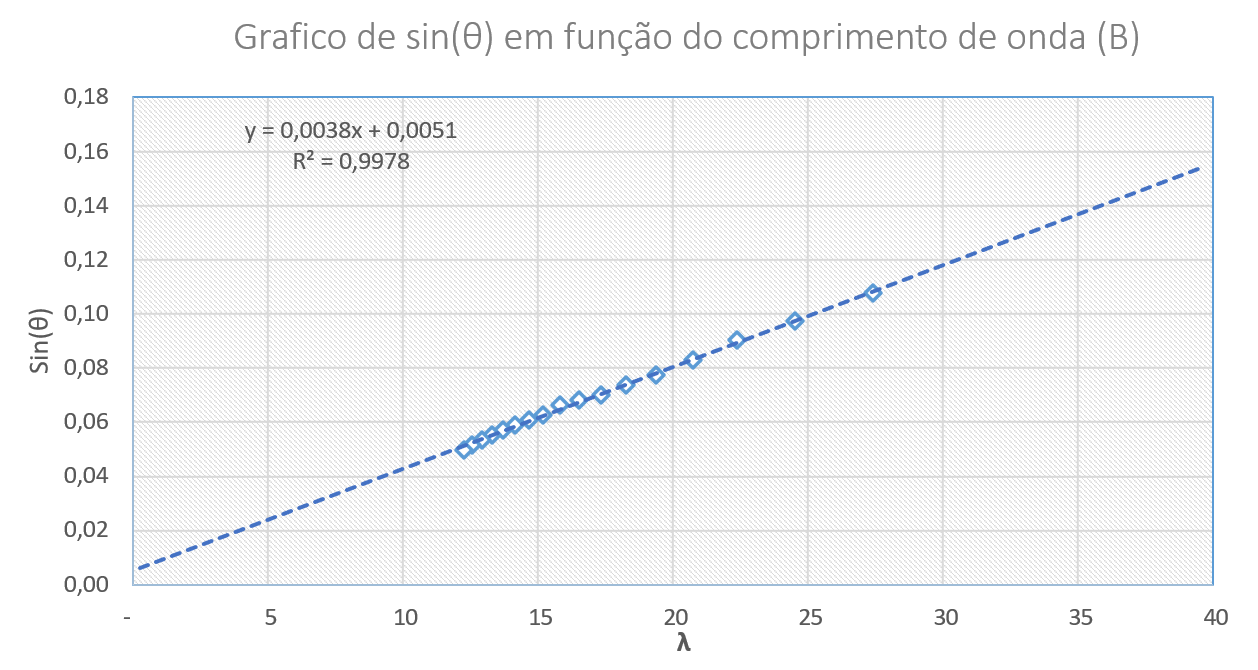 Grafico de sin(θ) em função do comprimento de onda (B)
y = 0,0038x + 0,0051
R² = 0,9978
Sin(θ)
0,18
0,16
0,14
0,12
0,10
0,08
0,06
0,04
0,02
0,00
- 5 10 15 20 25 30 35 40
λ